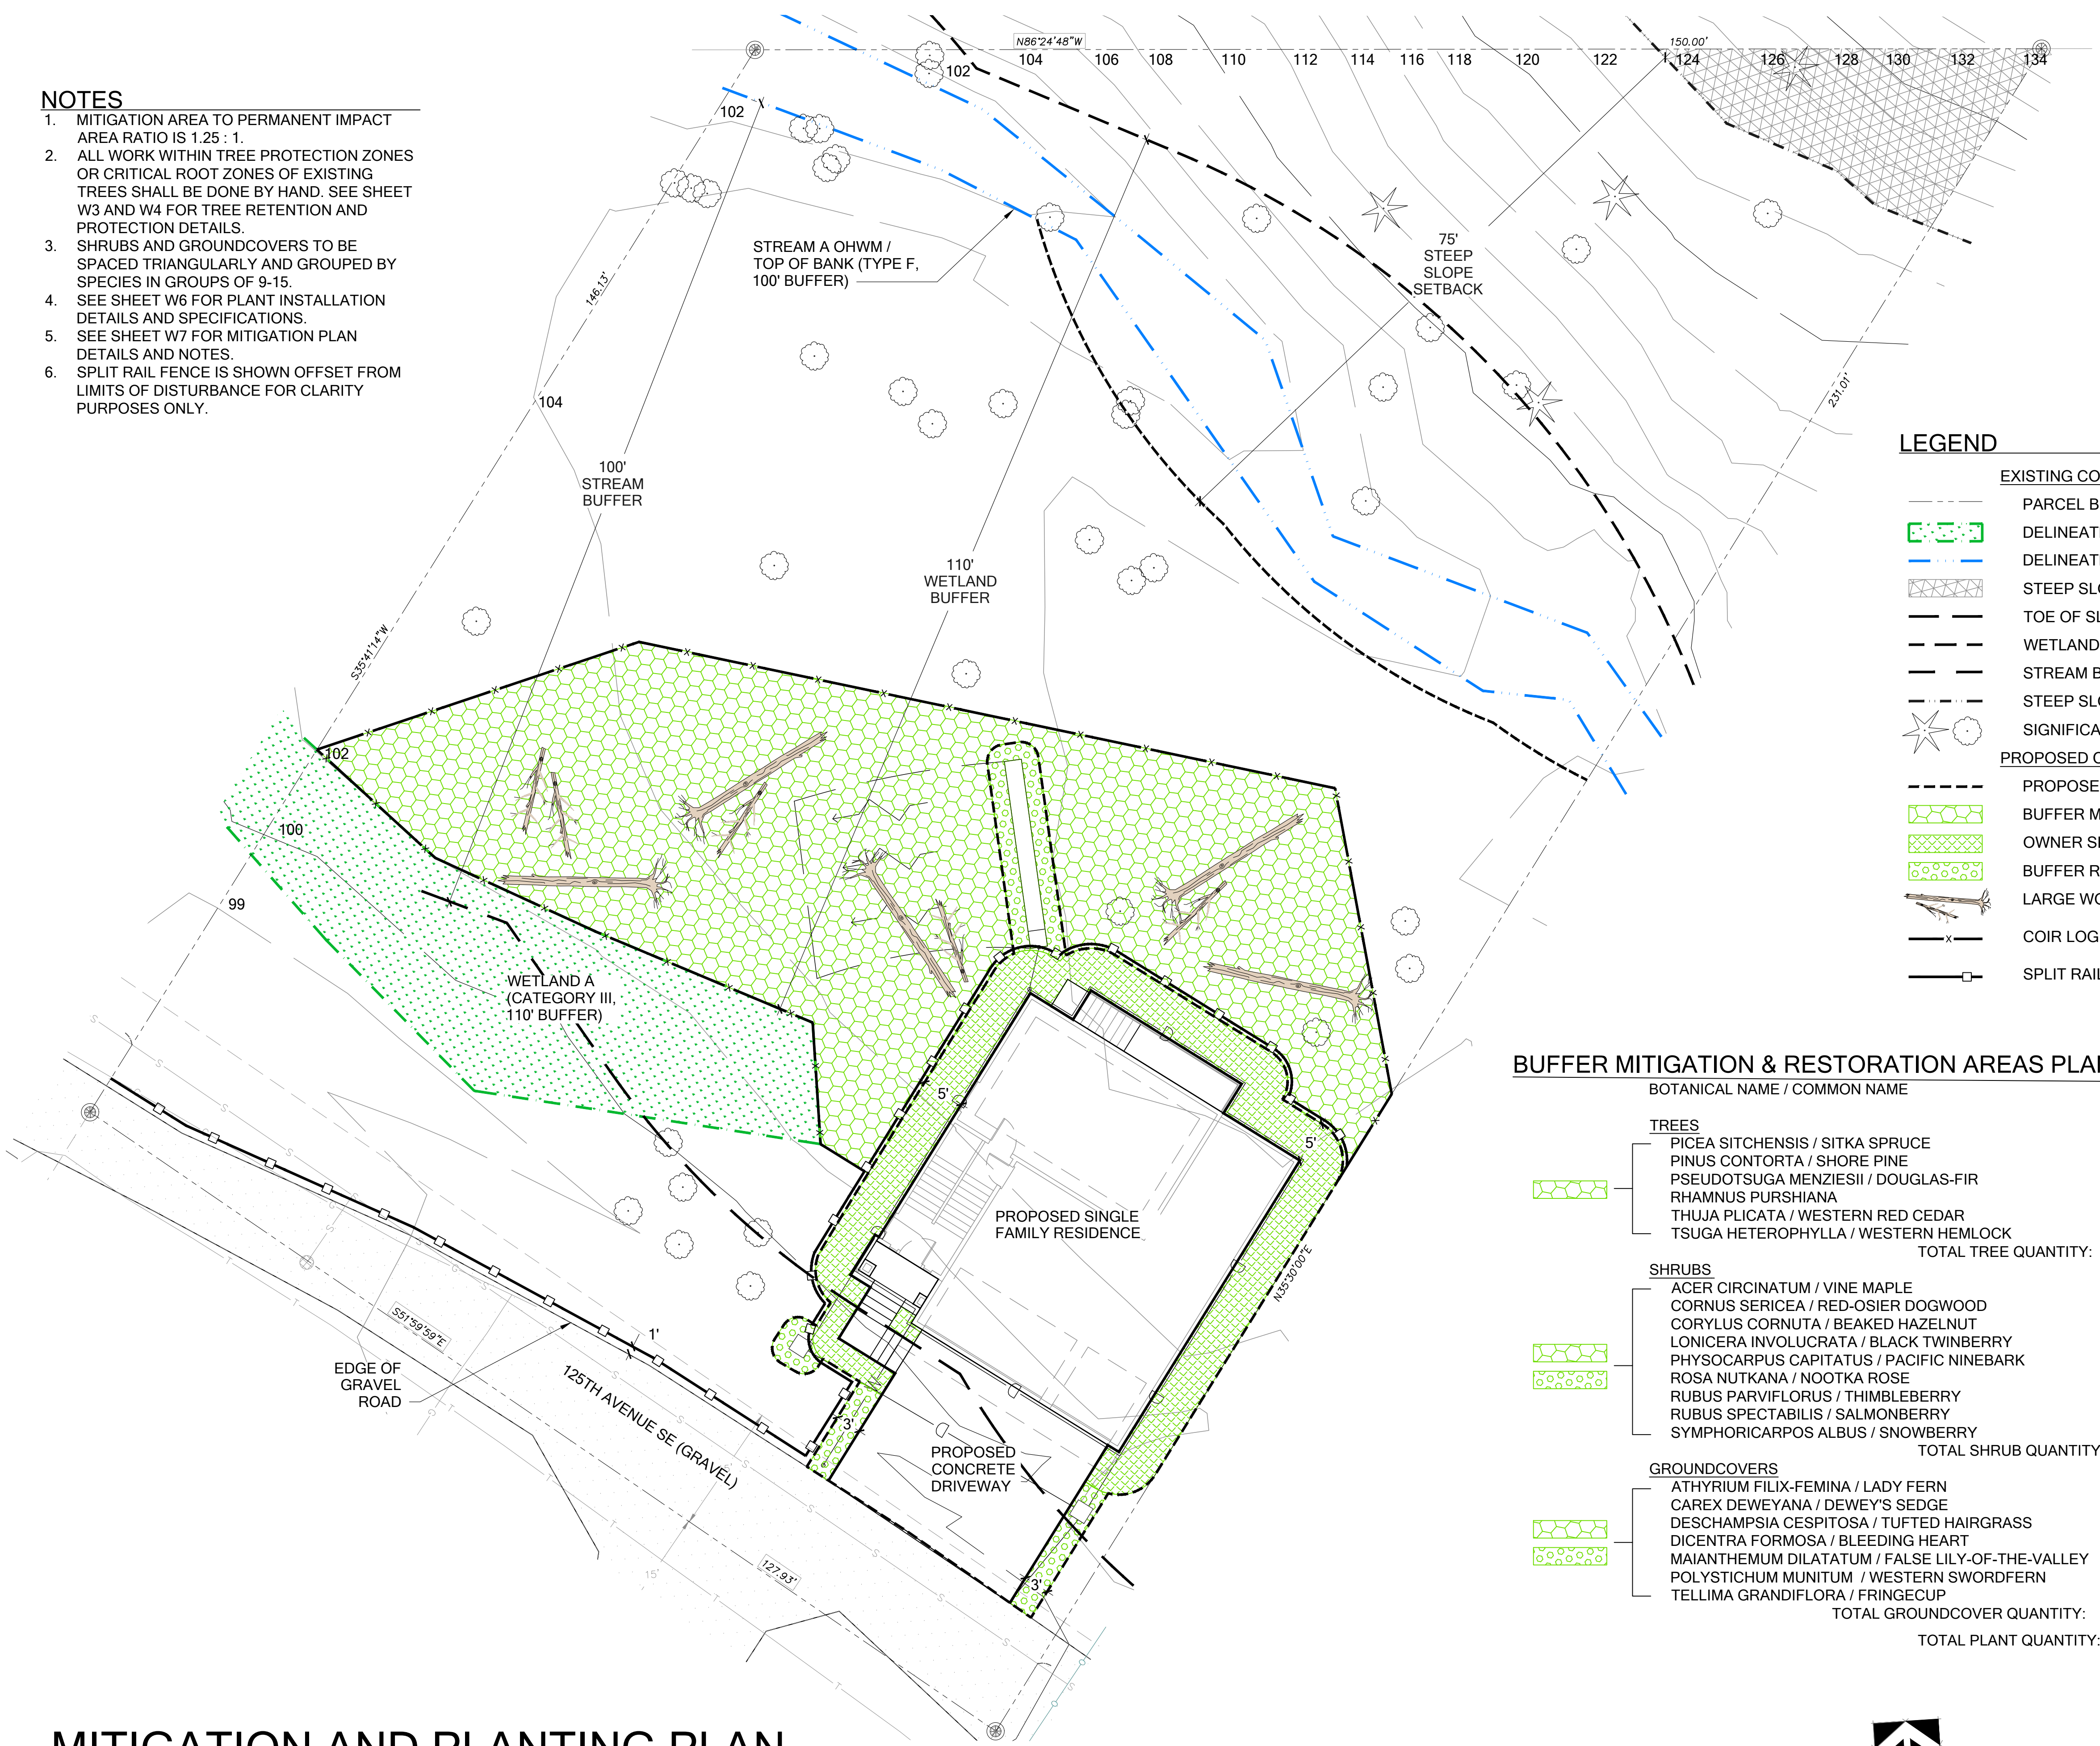 NOTES
1. MITIGATION AREA TO PERMANENT IMPACT
AREA RATIO IS 1.25 : 1.
2. ALL WORK WITHIN TREE PROTECTION ZONES
OR CRITICAL ROOT ZONES OF EXISTING
TREES SHALL BE DONE BY HAND. SEE SHEET
W3 AND W4 FOR TREE RETENTION AND
PROTECTION DETAILS.
3. SHRUBS AND GROUNDCOVERS TO BE
SPACED TRIANGULARLY AND GROUPED BY
SPECIES IN GROUPS OF 9-15.
4. SEE SHEET W6 FOR PLANT INSTALLATION
DETAILS AND SPECIFICATIONS.
5. SEE SHEET W7 FOR MITIGATION PLAN
DETAILS AND NOTES.
6. SPLIT RAIL FENCE IS SHOWN OFFSET FROM
LIMITS OF DISTURBANCE FOR CLARITY
PURPOSES ONLY.
N86°24'48"W
150.00'
102
104
106
108
110
112
114
116
118
120
122
124
126
128
130
132
134
102
STREAM A OHWM /
TOP OF BANK (TYPE F,
100' BUFFER)
75'
STEEP
SLOPE
SETBACK
146.13'
231.01'
104
100'
STREAM
BUFFER
110'
WETLAND
BUFFER
S35°41'14"W
102
100
99
WETLAND A
(CATEGORY III,
110' BUFFER)
5'
5'
PROPOSED SINGLE
FAMILY RESIDENCE
N35°30'00"E
S51°59'59"E
1'
EDGE OF
GRAVEL
ROAD
125TH AVENUE SE (GRAVEL)
3'
PROPOSED
CONCRETE
DRIVEWAY
15'
127.93'
3'
LEGEND
EXISTING CO
PARCEL B
DELINEAT
DELINEAT
STEEP SL
TOE OF SL
WETLAND
STREAM B
STEEP SL
SIGNIFICA
PROPOSED
PROPOSE
BUFFER M
OWNER S
BUFFER R
LARGE WO
COIR LOG
SPLIT RAIL
BUFFER MITIGATION & RESTORATION AREAS PLA
BOTANICAL NAME / COMMON NAME
TREES
PICEA SITCHENSIS / SITKA SPRUCE
PINUS CONTORTA / SHORE PINE
PSEUDOTSUGA MENZIESII / DOUGLAS-FIR
RHAMNUS PURSHIANA
THUJA PLICATA / WESTERN RED CEDAR
TSUGA HETEROPHYLLA / WESTERN HEMLOCK
TOTAL TREE QUANTITY:
SHRUBS
ACER CIRCINATUM / VINE MAPLE
CORNUS SERICEA / RED-OSIER DOGWOOD
CORYLUS CORNUTA / BEAKED HAZELNUT
LONICERA INVOLUCRATA / BLACK TWINBERRY
PHYSOCARPUS CAPITATUS / PACIFIC NINEBARK
ROSA NUTKANA / NOOTKA ROSE
RUBUS PARVIFLORUS / THIMBLEBERRY
RUBUS SPECTABILIS / SALMONBERRY
SYMPHORICARPOS ALBUS / SNOWBERRY
TOTAL SHRUB QUANTITY
GROUNDCOVERS
ATHYRIUM FILIX-FEMINA / LADY FERN
CAREX DEWEYANA / DEWEY'S SEDGE
DESCHAMPSIA CESPITOSA / TUFTED HAIRGRASS
DICENTRA FORMOSA / BLEEDING HEART
MAIANTHEMUM DILATATUM / FALSE LILY-OF-THE-VALLEY
POLYSTICHUM MUNITUM / WESTERN SWORDFERN
TELLIMA GRANDIFLORA / FRINGECUP
TOTAL GROUNDCOVER QUANTITY:
TOTAL PLANT QUANTITY:
MITIGATION AND PLANTING PLAN